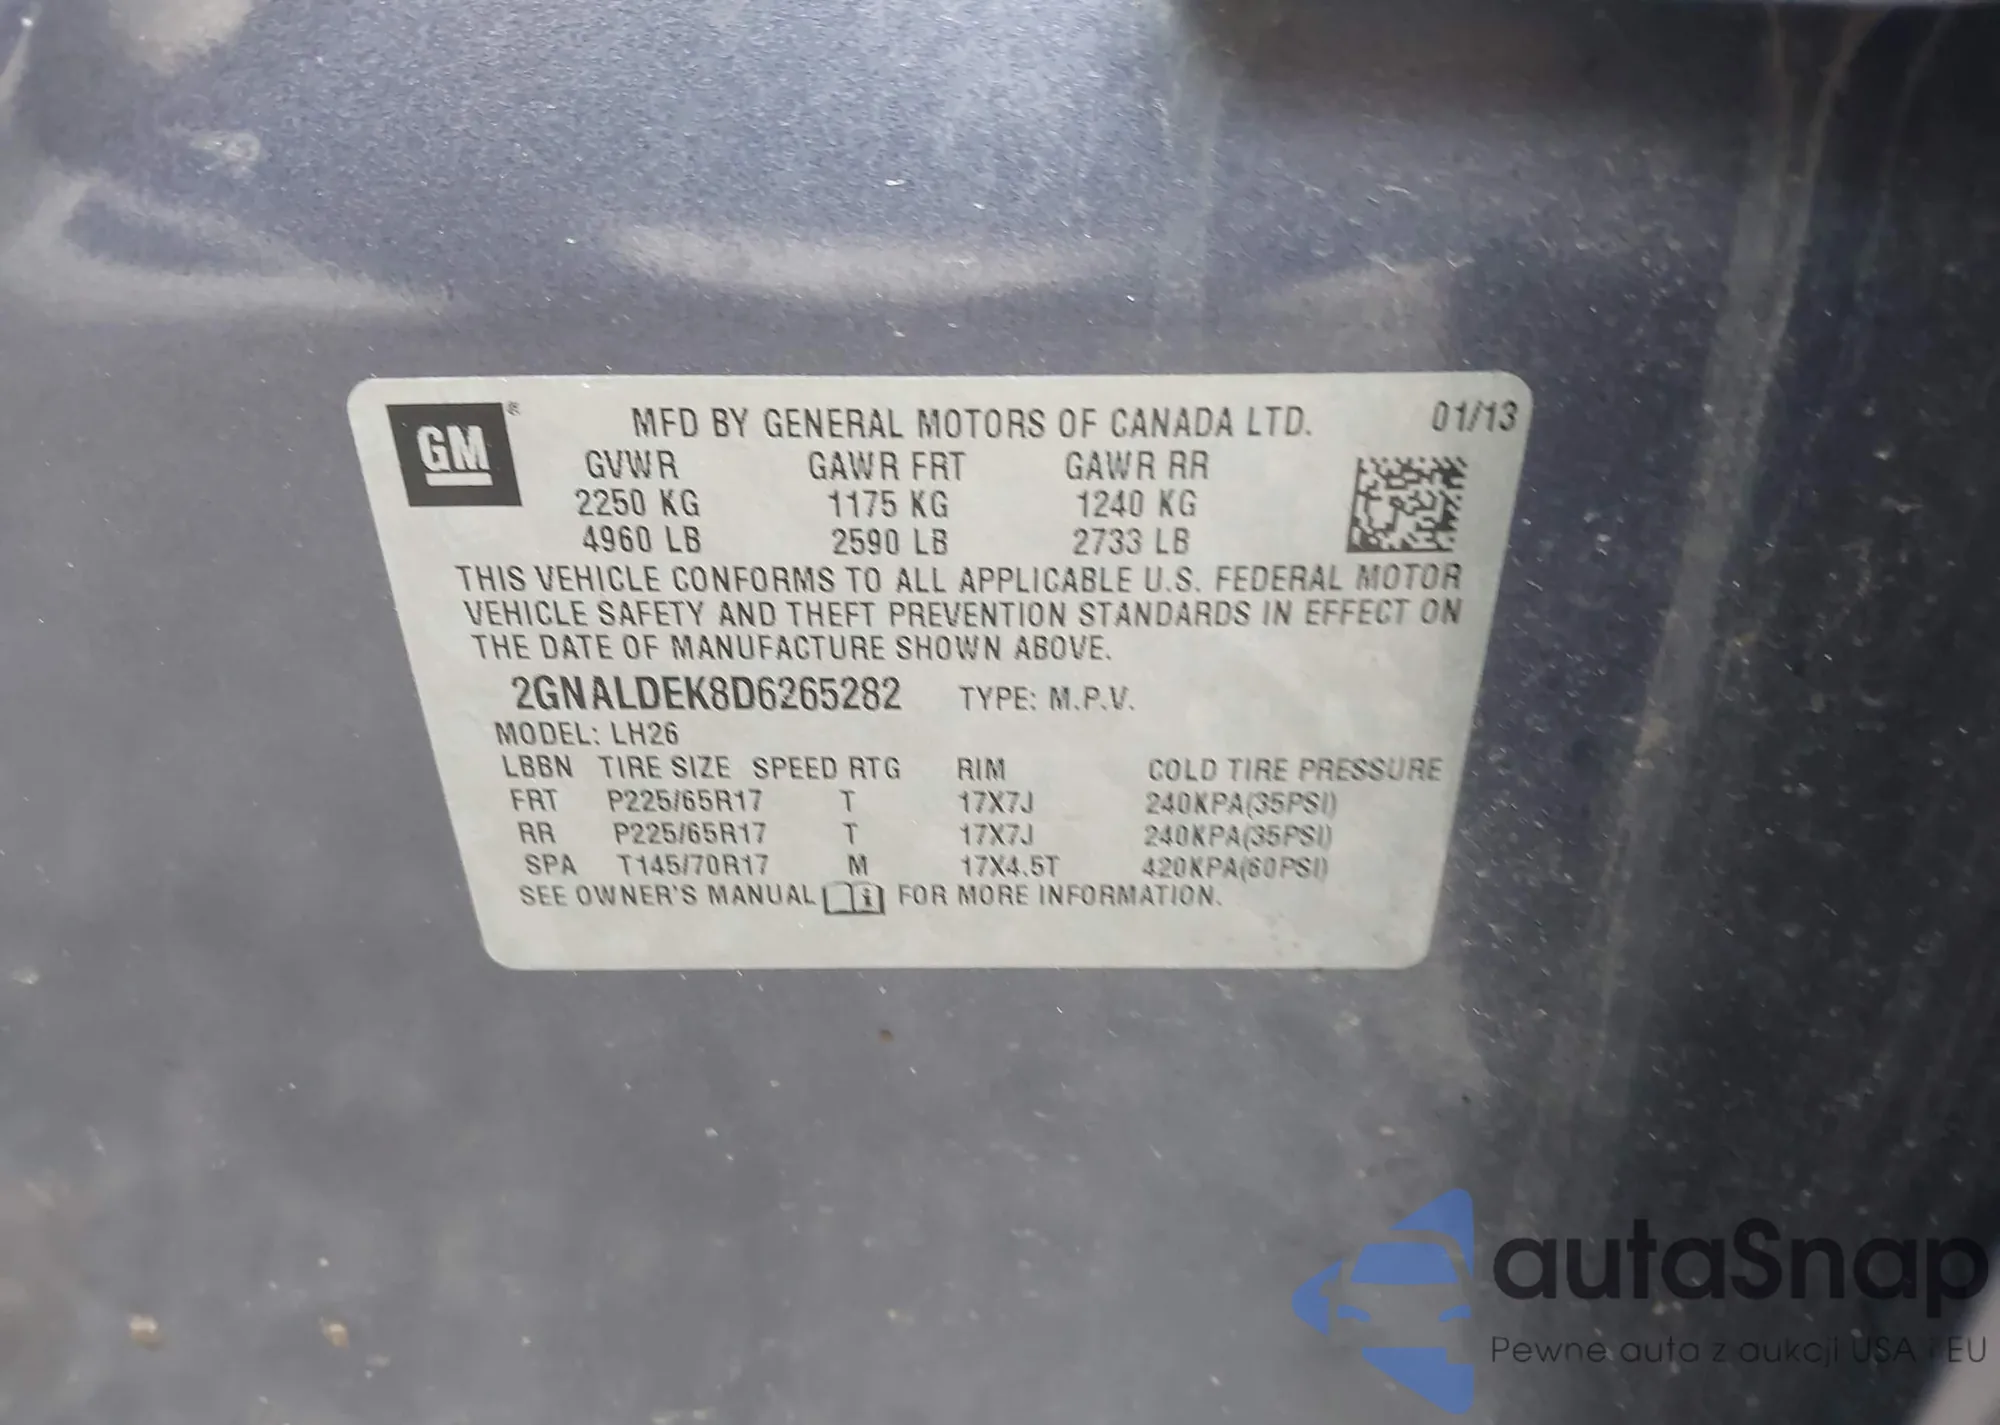 GM ®
MFD BY GENERAL MOTORS OF CANADA LTD. 01/13
GVWR GAWR FRT GAWR RR
2250 KG 1175 KG 1240 KG
4960 LB 2590 LB 2733 LB
THIS VEHICLE CONFORMS TO ALL APPLICABLE U.S. FEDERAL MOTOR
VEHICLE SAFETY AND THEFT PREVENTION STANDARDS IN EFFECT ON
THE DATE OF MANUFACTURE SHOWN ABOVE.
2GNALDEK8D6265282 TYPE: M.P.V.
MODEL: LH26
LBBN TIRE SIZE SPEED RTG RIM COLD TIRE PRESSURE
FRT P225/65R17 T 17X7J 240KPA(35PSI)
RR P225/65R17 T 17X7J 240KPA(35PSI)
SPA T145/70R17 M 17X4.5T 420KPA(60PSI)
SEE OWNER'S MANUAL i FOR MORE INFORMATION.
autaSnap
Pewne auta z aukcji USA i EU